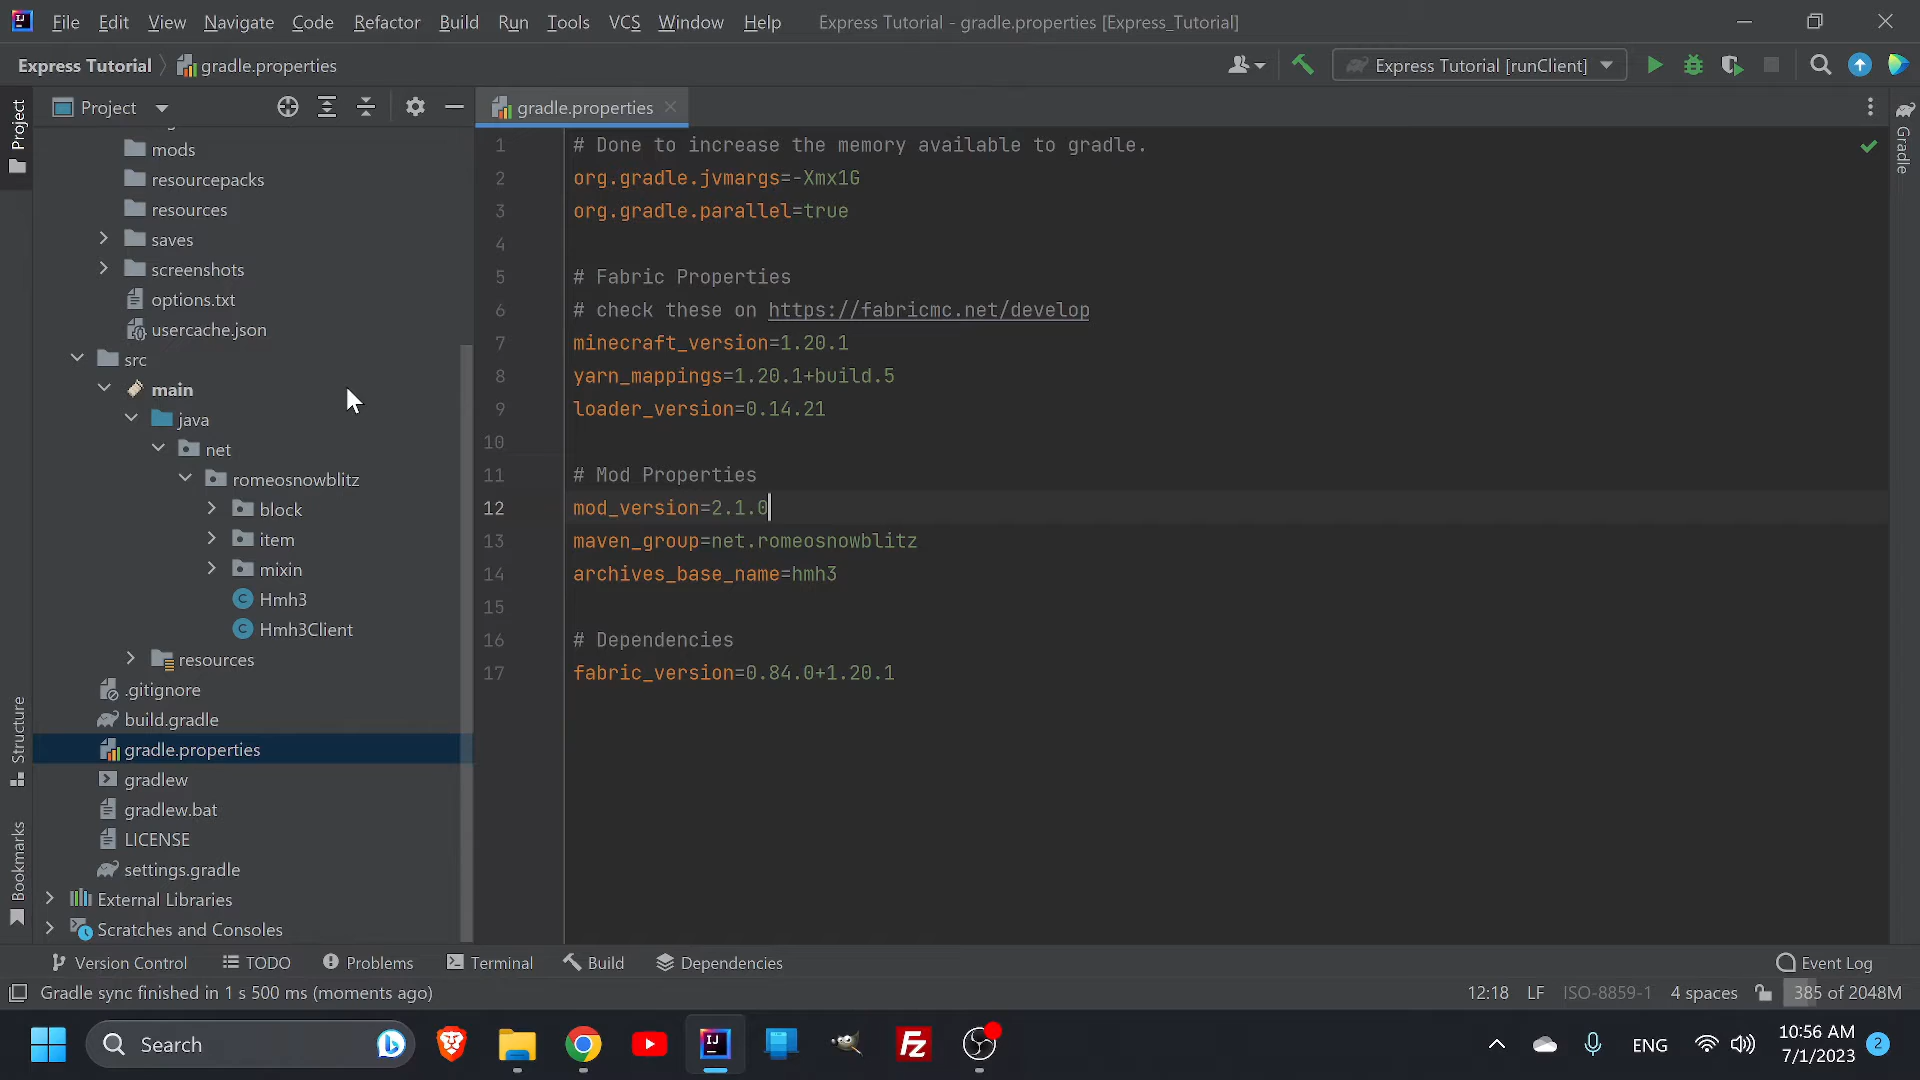 File Edit View Navigate Code Refactor Build Run Tools VCS Window Help Express Tutorial - gradle.properties [Express_Tutorial]
Express Tutorial gradle.properties Express Tutorial [runClient]
Project gradle.properties
Project
Structure
Bookmarks
Gradle
mods
resourcepacks
resources
saves
screenshots
options.txt
usercache.json
src
main
java
net
romeosnowblitz
block
item
mixin
Hmh3
Hmh3Client
resources
.gitignore
build.gradle
gradle.properties
gradlew
gradlew.bat
LICENSE
settings.gradle
External Libraries
Scratches and Consoles
1 # Done to increase the memory available to gradle.
2 org.gradle.jvmargs=-Xmx1G
3 org.gradle.parallel=true
4
5 # Fabric Properties
6 # check these on https://fabricmc.net/develop
7 minecraft_version=1.20.1
8 yarn_mappings=1.20.1+build.5
9 loader_version=0.14.21
10
11 # Mod Properties
12 mod_version=2.1.0
13 maven_group=net.romeosnowblitz
14 archives_base_name=hmh3
15
16 # Dependencies
17 fabric_version=0.84.0+1.20.1
Version Control TODO Problems Terminal Build Dependencies Event Log
Gradle sync finished in 1 s 500 ms (moments ago) 12:18 LF ISO-8859-1 4 spaces 385 of 2048M
Search ENG 10:56 AM
7/1/2023 2